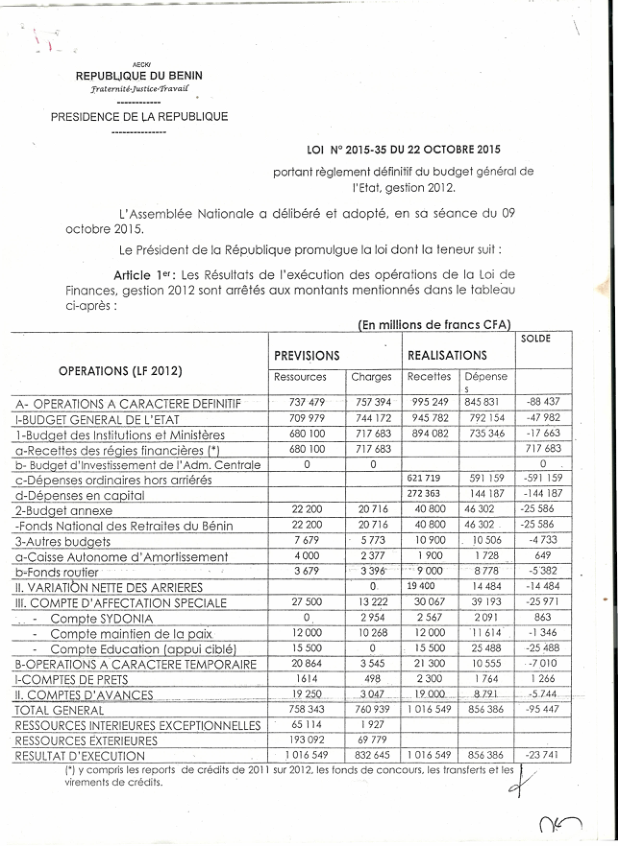 AECK/
REPUBLIQUE DU BENIN
Fraternité-Justice-Travail
------------
PRESIDENCE DE LA REPUBLIQUE
---------------
LOI N° 2015-35 DU 22 OCTOBRE 2015
portant règlement définitif du budget général de
l'Etat, gestion 2012.
L'Assemblée Nationale a délibéré et adopté, en sa séance du 09
octobre 2015.
Le Président de la République promulgue la loi dont la teneur suit :
Article 1er : Les Résultats de l'exécution des opérations de la Loi de
Finances, gestion 2012 sont arrêtés aux montants mentionnés dans le tableau
ci-après :
(En millions de francs CFA)
OPERATIONS (LF 2012) PREVISIONS REALISATIONS SOLDE
Ressources Charges Recettes Dépense
s
A- OPERATIONS A CARACTERE DEFINITIF 737 479 757 394 995 249 845 831 -88 437
I-BUDGET GENERAL DE L'ETAT 709 979 744 172 945 782 792 154 -47 982
1-Budget des Institutions et Ministères 680 100 717 683 894 082 735 346 -17 663
a-Recettes des régies financières (*) 680 100 717 683 717 683
b- Budget d'Investissement de l'Adm. Centrale 0 0 0
c-Dépenses ordinaires hors arriérés 621 719 591 159 -591 159
d-Dépenses en capital 272 363 144 187 -144 187
2-Budget annexe 22 200 20 716 40 800 46 302 -25 586
-Fonds National des Retraites du Bénin 22 200 20 716 40 800 46 302 -25 586
3-Autres budgets 7 679 5 773 10 900 10 506 -4 733
a-Caisse Autonome d'Amortissement 4 000 2 377 1 900 1 728 649
b-Fonds routier 3 679 3 396 9 000 8 778 -5 382
II. VARIATION NETTE DES ARRIERES 0 19 400 14 484 -14 484
III. COMPTE D'AFFECTATION SPECIALE 27 500 13 222 30 067 39 193 -25 971
- Compte SYDONIA 0 2 954 2 567 2 091 863
- Compte maintien de la paix 12 000 10 268 12 000 11 614 -1 346
- Compte Education (appui ciblé) 15 500 0 15 500 25 488 -25 488
B-OPERATIONS A CARACTERE TEMPORAIRE 20 864 3 545 21 300 10 555 -7 010
I-COMPTES DE PRETS 1614 498 2 300 1 764 1 266
II. COMPTES D'AVANCES 19 250 3 047 19 000 8 791 -5 744
TOTAL GENERAL 758 343 760 939 1 016 549 856 386 -95 447
RESSOURCES INTERIEURES EXCEPTIONNELLES 65 114 1 927
RESSOURCES EXTERIEURES 193 092 69 779
RESULTAT D'EXECUTION 1 016 549 832 645 1 016 549 856 386 -23 741
(*) y compris les reports de crédits de 2011 sur 2012, les fonds de concours, les transferts et les
virements de crédits.